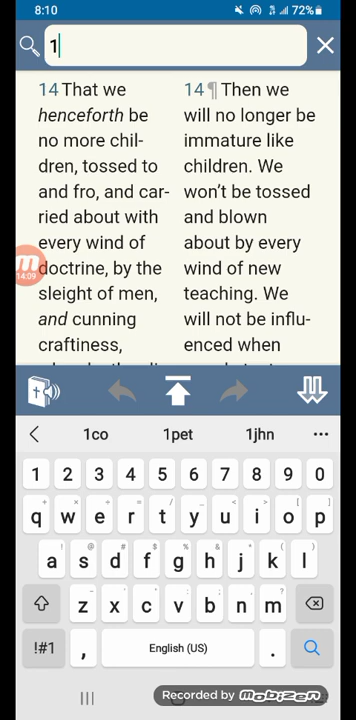 8:10
72%
1
14 That we
henceforth be
no more chil-
dren, tossed to
and fro, and car-
ried about with
every wind of
doctrine, by the
sleight of men,
and cunning
craftiness,
14 ¶ Then we
will no longer be
immature like
children. We
won't be tossed
and blown
about by every
wind of new
teaching. We
will not be influ-
enced when
14:09
1co 1pet 1jhn
1 2 3 4 5 6 7 8 9 0
q w e r t y u i o p
a s d f g h j k l
z x c v b n m
!#1 , English (US) .
Recorded by mobizen